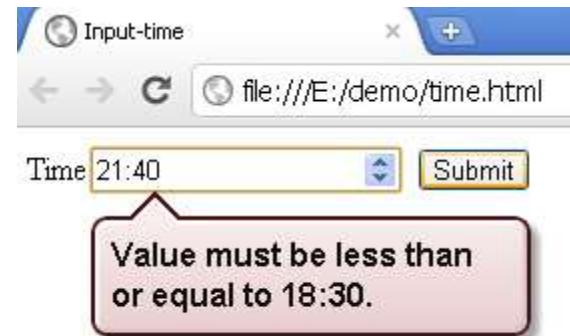 Input-time
file:///E:/demo/time.html
Time 21:40 Submit
Value must be less than
or equal to 18:30.